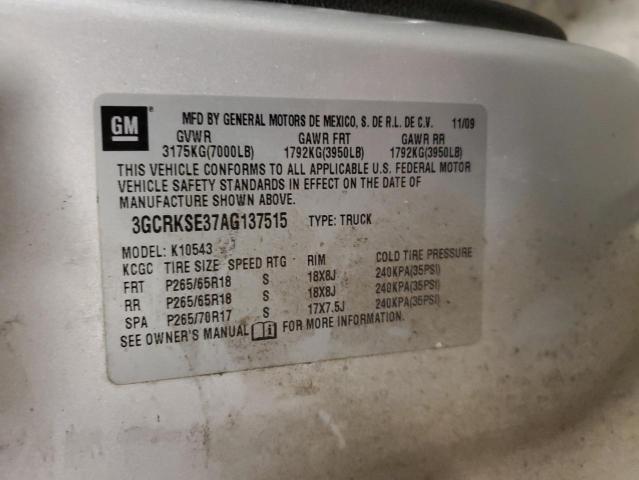 GM
MFD BY GENERAL MOTORS DE MEXICO, S. DE R.L. DE C.V. 11/09
GVWR GAWR FRT GAWR RR
3175KG(7000LB) 1792KG(3950LB) 1792KG(3950LB)
THIS VEHICLE CONFORMS TO ALL APPLICABLE U.S. FEDERAL MOTOR
VEHICLE SAFETY STANDARDS IN EFFECT ON THE DATE OF
MANUFACTURE SHOWN ABOVE.
3GCRKSE37AG137515 TYPE: TRUCK
MODEL: K10543
KCGC TIRE SIZE SPEED RTG RIM COLD TIRE PRESSURE
FRT P265/65R18 S 18X8J 240KPA(35PSI)
RR P265/65R18 S 18X8J 240KPA(35PSI)
SPA P265/70R17 S 17X7.5J 240KPA(35PSI)
SEE OWNER'S MANUAL FOR MORE INFORMATION.